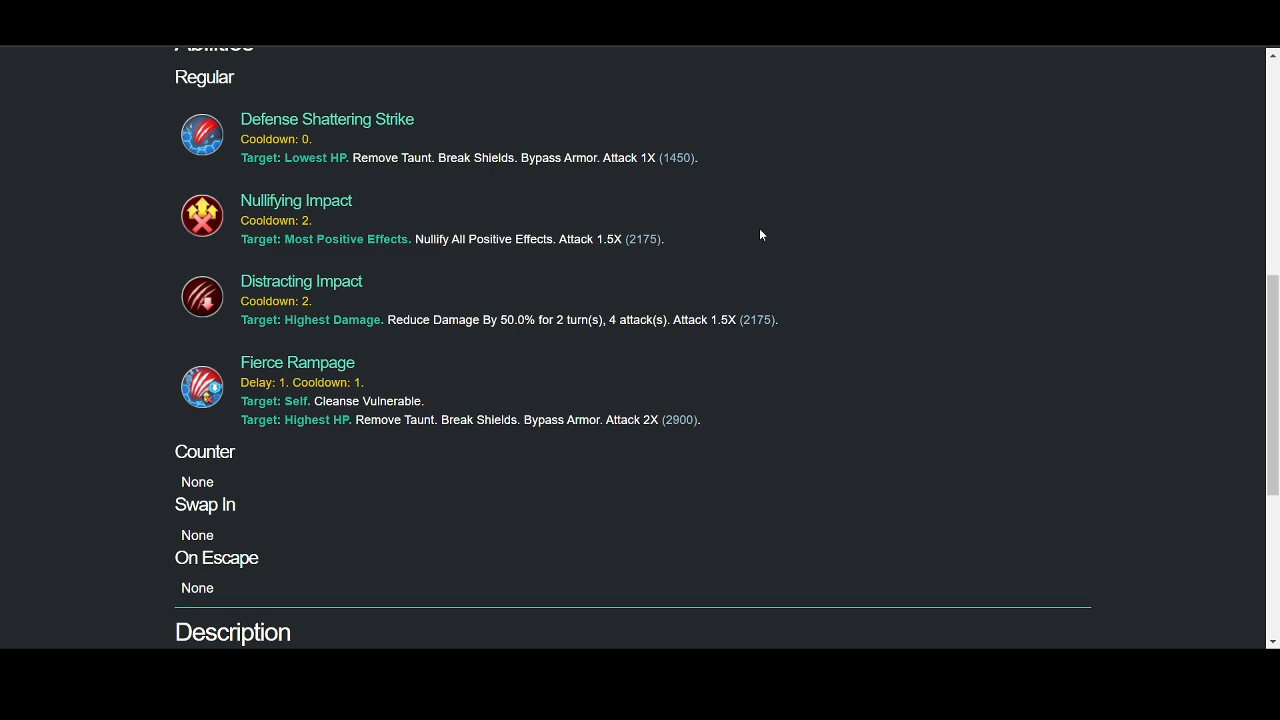 Abilities
Regular
Defense Shattering Strike
Cooldown: 0.
Target: Lowest HP. Remove Taunt. Break Shields. Bypass Armor. Attack 1X (1450).
Nullifying Impact
Cooldown: 2.
Target: Most Positive Effects. Nullify All Positive Effects. Attack 1.5X (2175).
Distracting Impact
Cooldown: 2.
Target: Highest Damage. Reduce Damage By 50.0% for 2 turn(s), 4 attack(s). Attack 1.5X (2175).
Fierce Rampage
Delay: 1. Cooldown: 1.
Target: Self. Cleanse Vulnerable.
Target: Highest HP. Remove Taunt. Break Shields. Bypass Armor. Attack 2X (2900).
Counter
None
Swap In
None
On Escape
None
Description